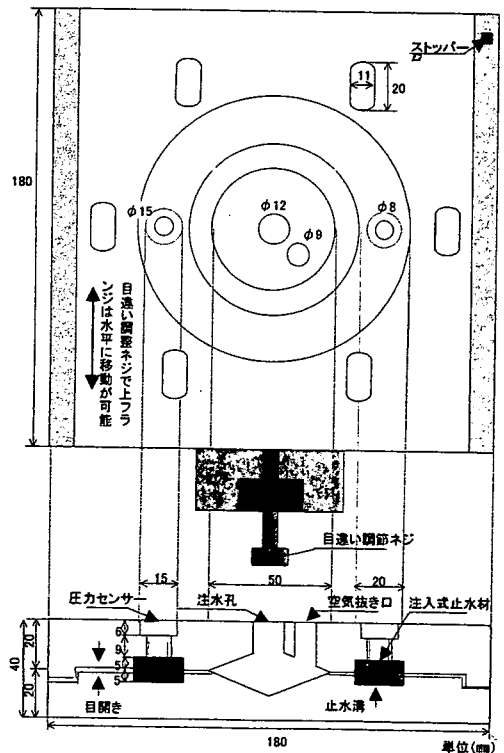 ストッパー
11
20
180
φ12
φ15
φ8
φ9
目違い調整ネジで上フラ
ンジは水平に移動が可能
目違い調節ネジ
15
50
20
圧力センサー
注水孔
空気抜き口
注入式止水材
40
20
20
6
9
5
5
目開き
止水溝
180
単位(mm)